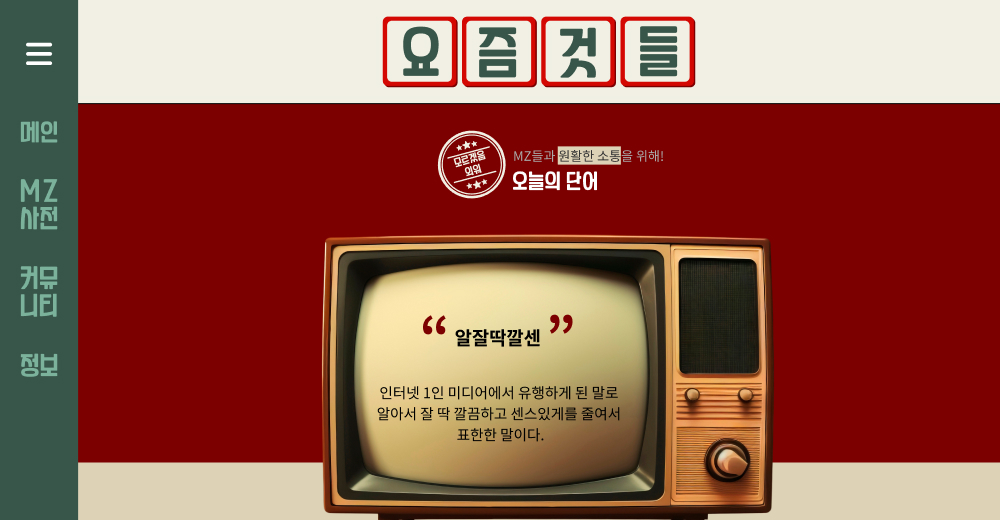 요즘것들
메인
MZ
사전
커뮤
니티
정보
모르겠음
외워
MZ들과 원활한 소통을 위해!
오늘의 단어
“ 알잘딱깔센 ”
인터넷 1인 미디어에서 유행하게 된 말로
알아서 잘 딱 깔끔하고 센스있게를 줄여서
표한한 말이다.